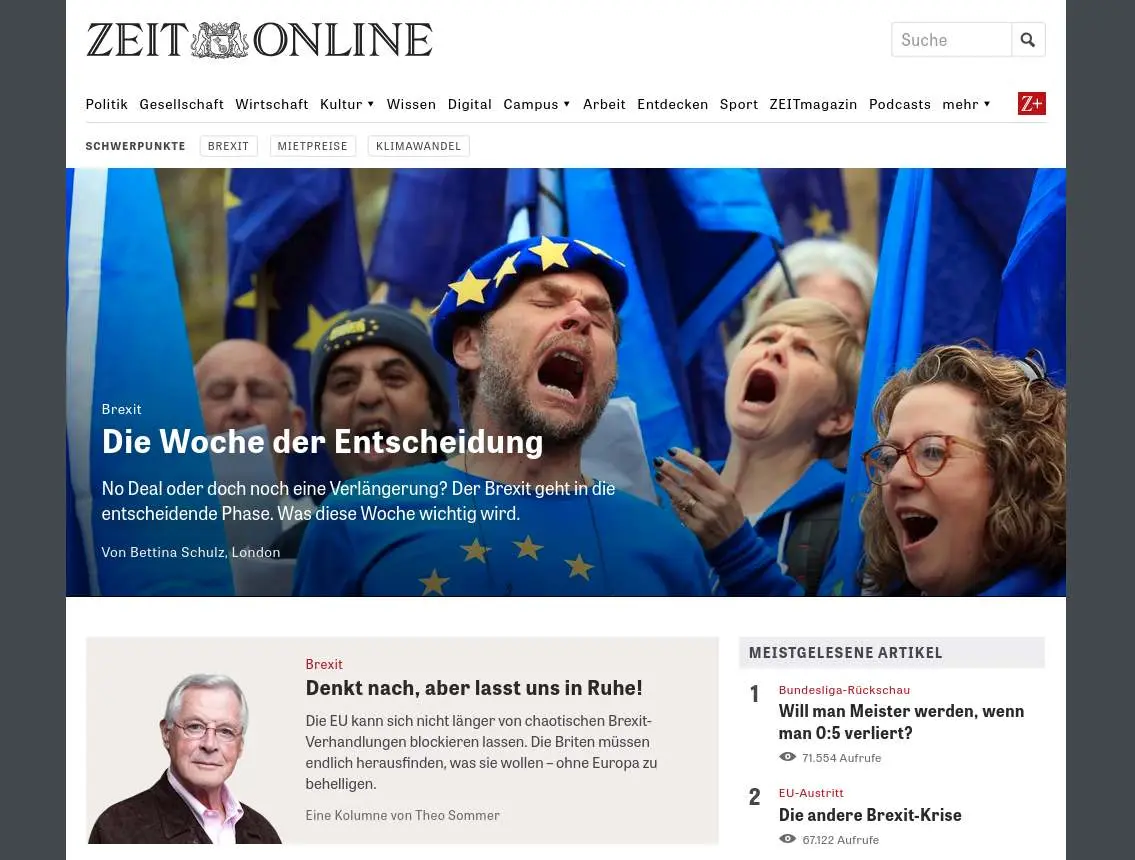 ZEIT ONLINE
Suche
Politik Gesellschaft Wirtschaft Kultur ▼ Wissen Digital Campus ▼ Arbeit Entdecken Sport ZEITmagazin Podcasts mehr ▼ Z+
SCHWERPUNKTE BREXIT MIETPREISE KLIMAWANDEL
Brexit
Die Woche der Entscheidung
No Deal oder doch noch eine Verlängerung? Der Brexit geht in die
entscheidende Phase. Was diese Woche wichtig wird.
Von Bettina Schulz, London
Brexit
Denkt nach, aber lasst uns in Ruhe!
Die EU kann sich nicht länger von chaotischen Brexit-
Verhandlungen blockieren lassen. Die Briten müssen
endlich herausfinden, was sie wollen – ohne Europa zu
behelligen.
Eine Kolumne von Theo Sommer
MEISTGELESENE ARTIKEL
1 Bundesliga-Rückschau
Will man Meister werden, wenn
man 0:5 verliert?
71.554 Aufrufe
2 EU-Austritt
Die andere Brexit-Krise
67.122 Aufrufe